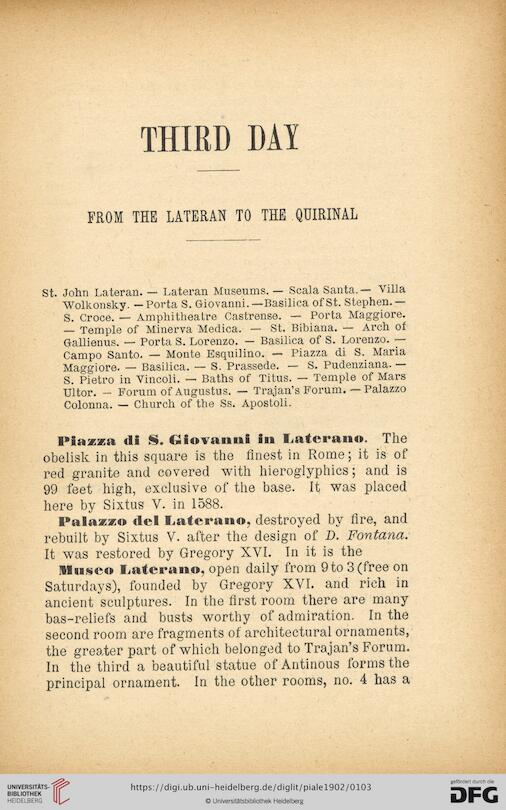 THIRD DAY
FROM THE LATERAN TO THE QUIRINAL
St. John Lateran. — Lateran Museums. — Scala Santa. — Villa
Wolkonsky. — Porta S. Giovanni. — Basilica of St. Stephen. —
S. Croce. — Amphitheatre Castrense. — Porta Maggiore.
— Temple of Minerva Medica. — St. Bibiana. — Arch of
Gallienus. — Porta S. Lorenzo. — Basilica of S. Lorenzo. —
Campo Santo. — Monte Esquilino. — Piazza di S. Maria
Maggiore. — Basilica. — S. Prassede. — S. Pudenziana. —
S. Pietro in Vincoli. — Baths of Titus. — Temple of Mars
Ultor. — Forum of Augustus. — Trajan's Forum. — Palazzo
Colonna. — Church of the Ss. Apostoli.
Piazza di S. Giovanni in Laterano. The
obelisk in this square is the finest in Rome; it is of
red granite and covered with hieroglyphics; and is
99 feet high, exclusive of the base. It was placed
here by Sixtus V. in 1588.
Palazzo del Laterano, destroyed by fire, and
rebuilt by Sixtus V. after the design of D. Fontana.
It was restored by Gregory XVI. In it is the
Museo Laterano, open daily from 9 to 3 (free on
Saturdays), founded by Gregory XVI. and rich in
ancient sculptures. In the first room there are many
bas-reliefs and busts worthy of admiration. In the
second room are fragments of architectural ornaments,
the greater part of which belonged to Trajan's Forum.
In the third a beautiful statue of Antinous forms the
principal ornament. In the other rooms, no. 4 has a
UNIVERSITÄTS-
BIBLIOTHEK
HEIDELBERG
https://digi.ub.uni-heidelberg.de/diglit/piale1902/0103
© Universitätsbibliothek Heidelberg
gefördert durch die
DFG